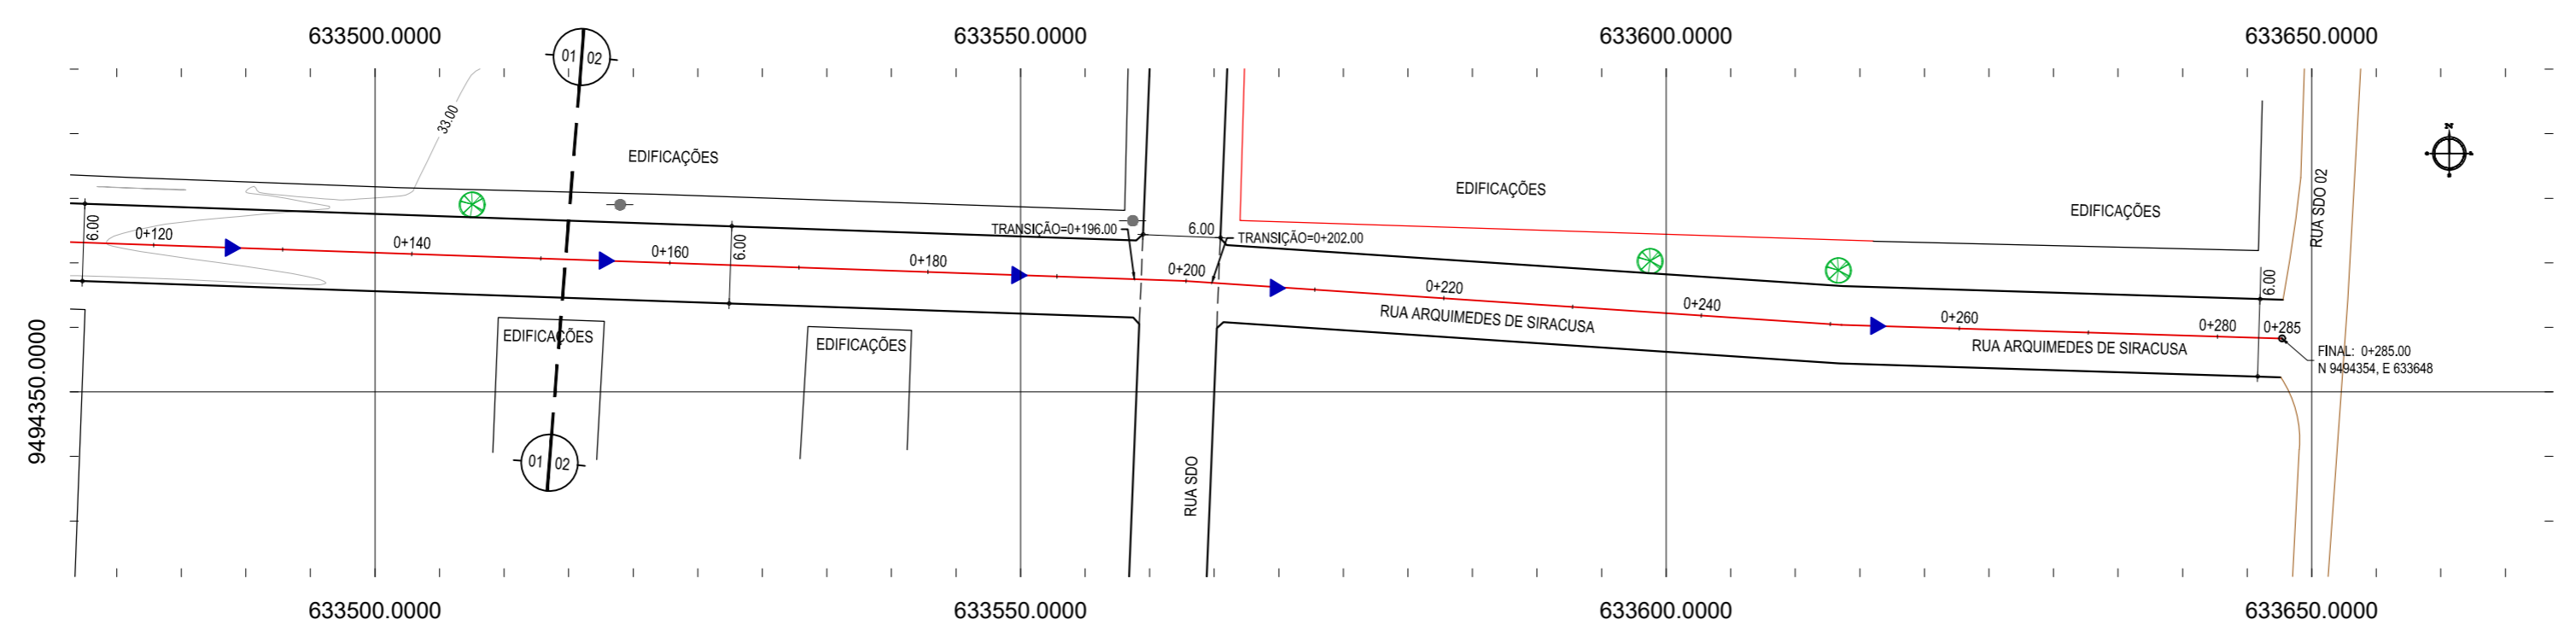 633500.0000
633550.0000
633600.0000
633650.0000
01
02
33.00
N
EDIFICAÇÕES
EDIFICAÇÕES
EDIFICAÇÕES
RUA SDO 02
6.00
0+120
0+140
0+160
6.00
0+180
TRANSIÇÃO=0+196.00
6.00
TRANSIÇÃO=0+202.00
0+200
0+220
0+240
0+260
0+280
0+285
6.00
RUA ARQUIMEDES DE SIRACUSA
RUA ARQUIMEDES DE SIRACUSA
FINAL: 0+285.00
N 9494354, E 633648
EDIFICAÇÕES
EDIFICAÇÕES
9494350.0000
01
02
RUA SDO
633500.0000
633550.0000
633600.0000
633650.0000